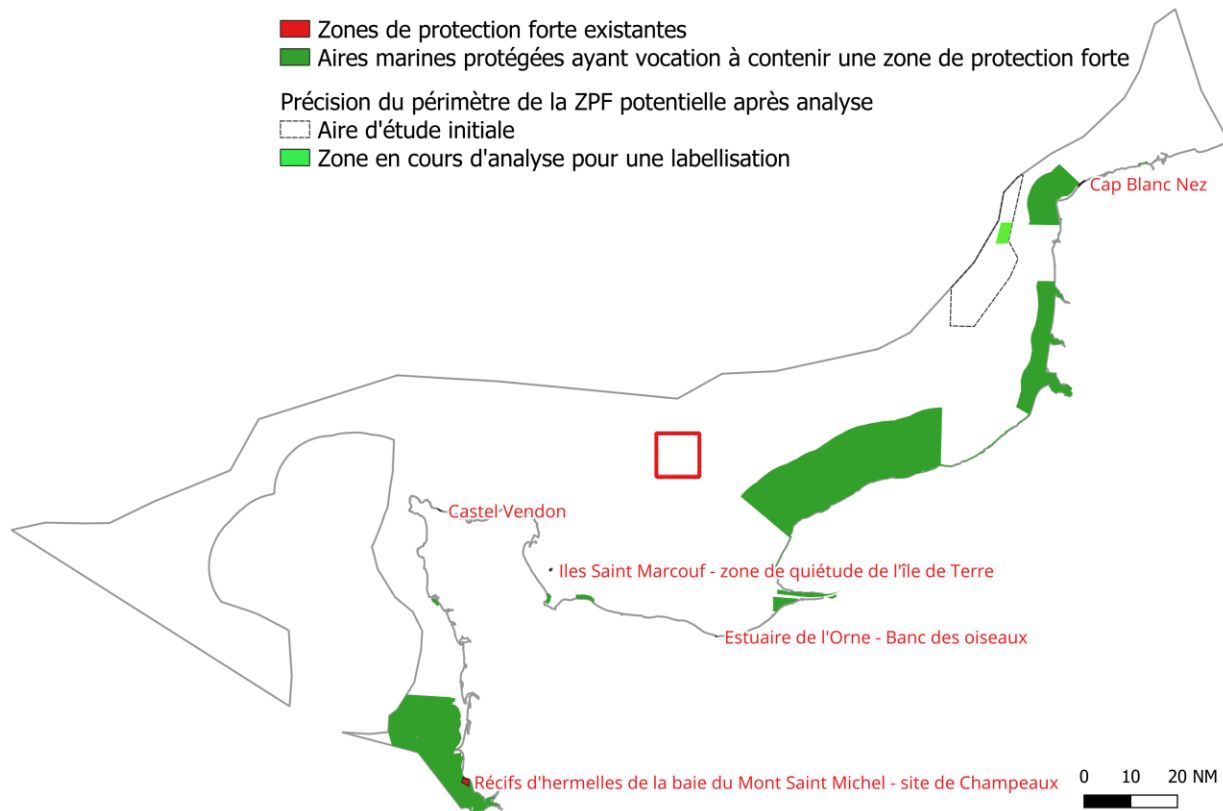 Zones de protection forte existantes
Aires marines protégées ayant vocation à contenir une zone de protection forte
Précision du périmètre de la ZPF potentielle après analyse
Aire d'étude initiale
Zone en cours d'analyse pour une labellisation
Cap Blanc Nez
Castel-Vendon
Iles Saint Marcouf - zone de quiétude de l'île de Terre
Estuaire de l'Orne - Banc des oiseaux
Récifs d'hermelles de la baie du Mont Saint Michel - site de Champeaux
0 10 20 NM